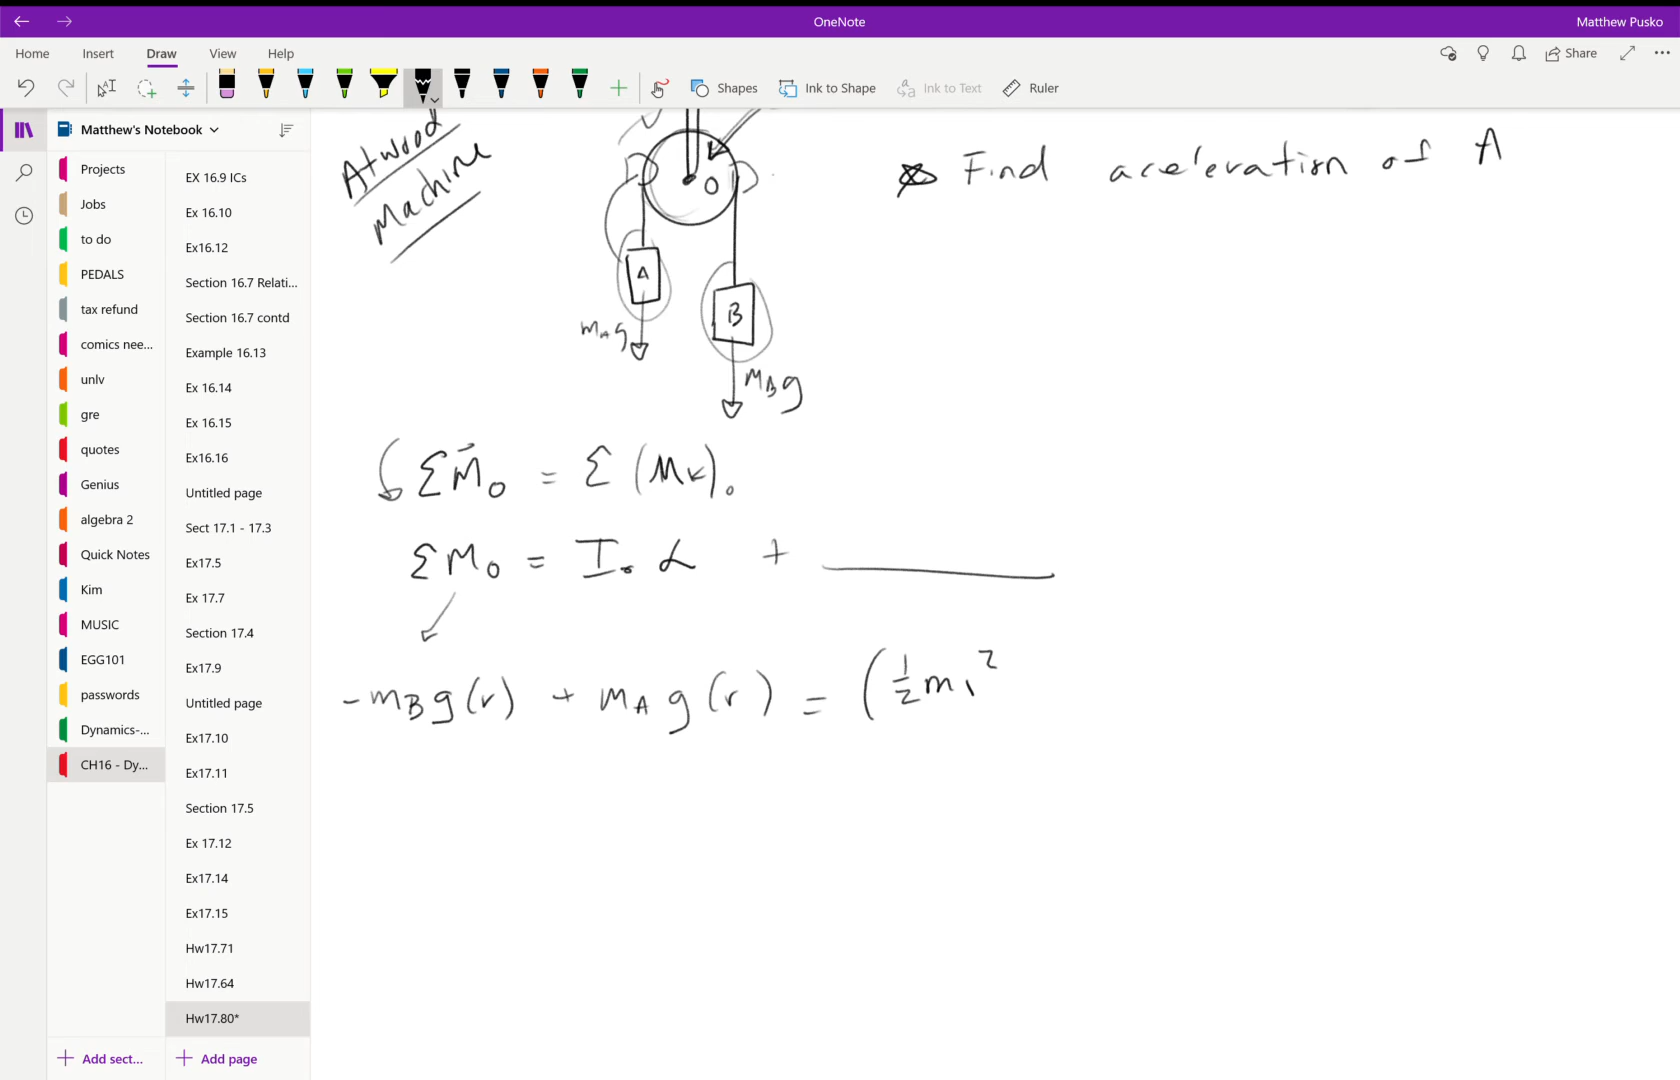 OneNote
Matthew Pusko
Home Insert Draw View Help
Share
Shapes Ink to Shape Ink to Text Ruler
Matthew's Notebook
Projects
Jobs
to do
PEDALS
tax refund
comics nee...
unlv
gre
quotes
Genius
algebra 2
Quick Notes
Kim
MUSIC
EGG101
passwords
Dynamics-...
CH16 - Dy...
Add sect...
EX 16.9 ICs
Ex 16.10
Ex16.12
Section 16.7 Relati...
Section 16.7 contd
Example 16.13
Ex 16.14
Ex 16.15
Ex16.16
Untitled page
Sect 17.1 - 17.3
Ex17.5
Ex 17.7
Section 17.4
Ex17.9
Untitled page
Ex17.10
Ex17.11
Section 17.5
Ex 17.12
Ex17.14
Ex17.15
Hw17.71
Hw17.64
Hw17.80*
Add page
Atwood
Machine
O
A
B
mAg
mBg
Find aceleration of A
ΣM⃗o = Σ(Mk)o
ΣMo = Io α + ________
-mBg(r) + mAg(r) = (½m₁²